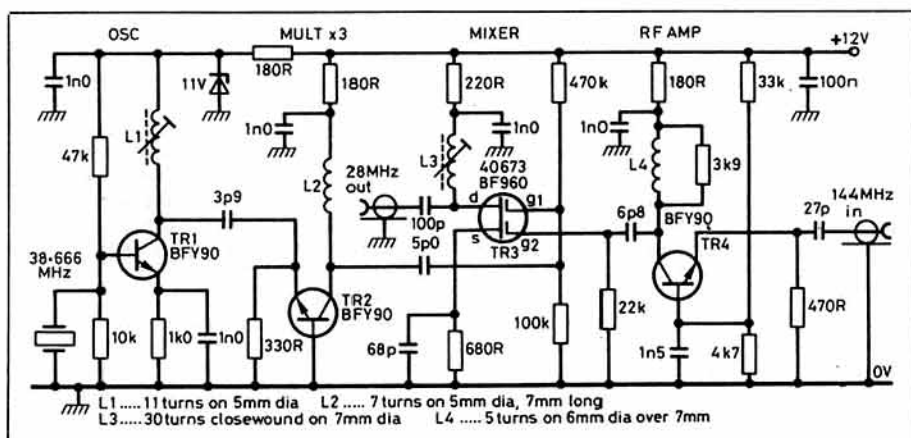 OSC MULT x3 MIXER RF AMP
+12V
1n0 11V 180R 180R 220R 470k 180R 33k 100n
1n0 1n0 1n0
47k L1 L2 L3 L4 3k9
28MHz out
40673
BF960
3p9 d g1 6p8 BFY90 27p 144MHz in
100p s g2 TR4
TR1
BFY90
5p0 TR3
38·666
MHz
TR2
BFY90
10k 1k0 1n0 330R 68p 680R 100k 22k 1n5 4k7 470R
0V
L1.....11 turns on 5mm dia L2.....7 turns on 5mm dia, 7mm long
L3.....30 turns closewound on 7mm dia L4.....5 turns on 6mm dia over 7mm